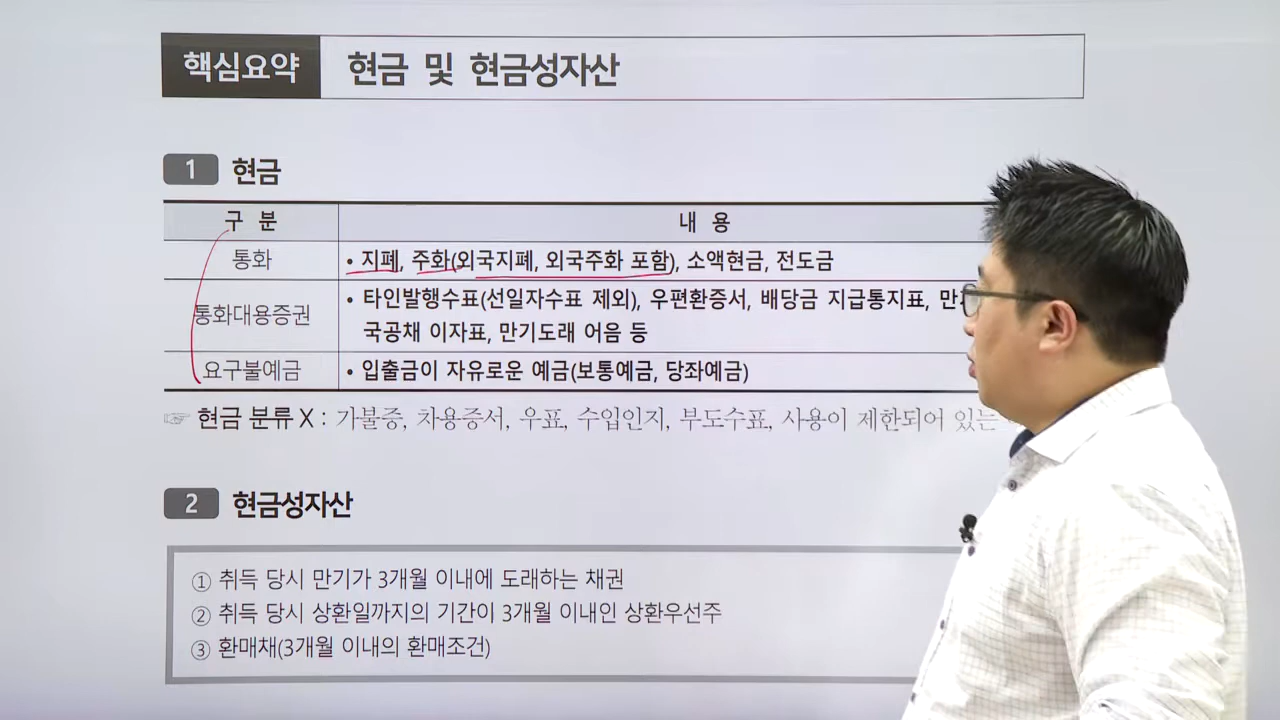 핵심요약 현금 및 현금성자산
1 현금
구 분 내 용
통화 • 지폐, 주화(외국지폐, 외국주화 포함), 소액현금, 전도금
통화대용증권 • 타인발행수표(선일자수표 제외), 우편환증서, 배당금 지급통지표,
국공채 이자표, 만기도래 어음 등
요구불예금 • 입출금이 자유로운 예금(보통예금, 당좌예금)
☞ 현금 분류 X : 가불증, 차용증서, 우표, 수입인지, 부도수표, 사용이 제한되어 있는
2 현금성자산
① 취득 당시 만기가 3개월 이내에 도래하는 채권
② 취득 당시 상환일까지의 기간이 3개월 이내인 상환우선주
③ 환매채(3개월 이내의 환매조건)